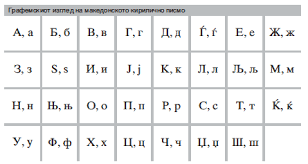 Графемскиот изглед на македонското кирилично писмо
А, а Б, б В, в Г, г Д, д Ѓ, ѓ Е, е Ж, ж
З, з Ѕ, ѕ И, и Ј, ј К, к Л, л Љ, љ М, м
Н, н Њ, њ О, о П, п Р, р С, с Т, т Ќ, ќ
У, у Ф, ф Х, х Ц, ц Ч, ч Џ, џ Ш, ш